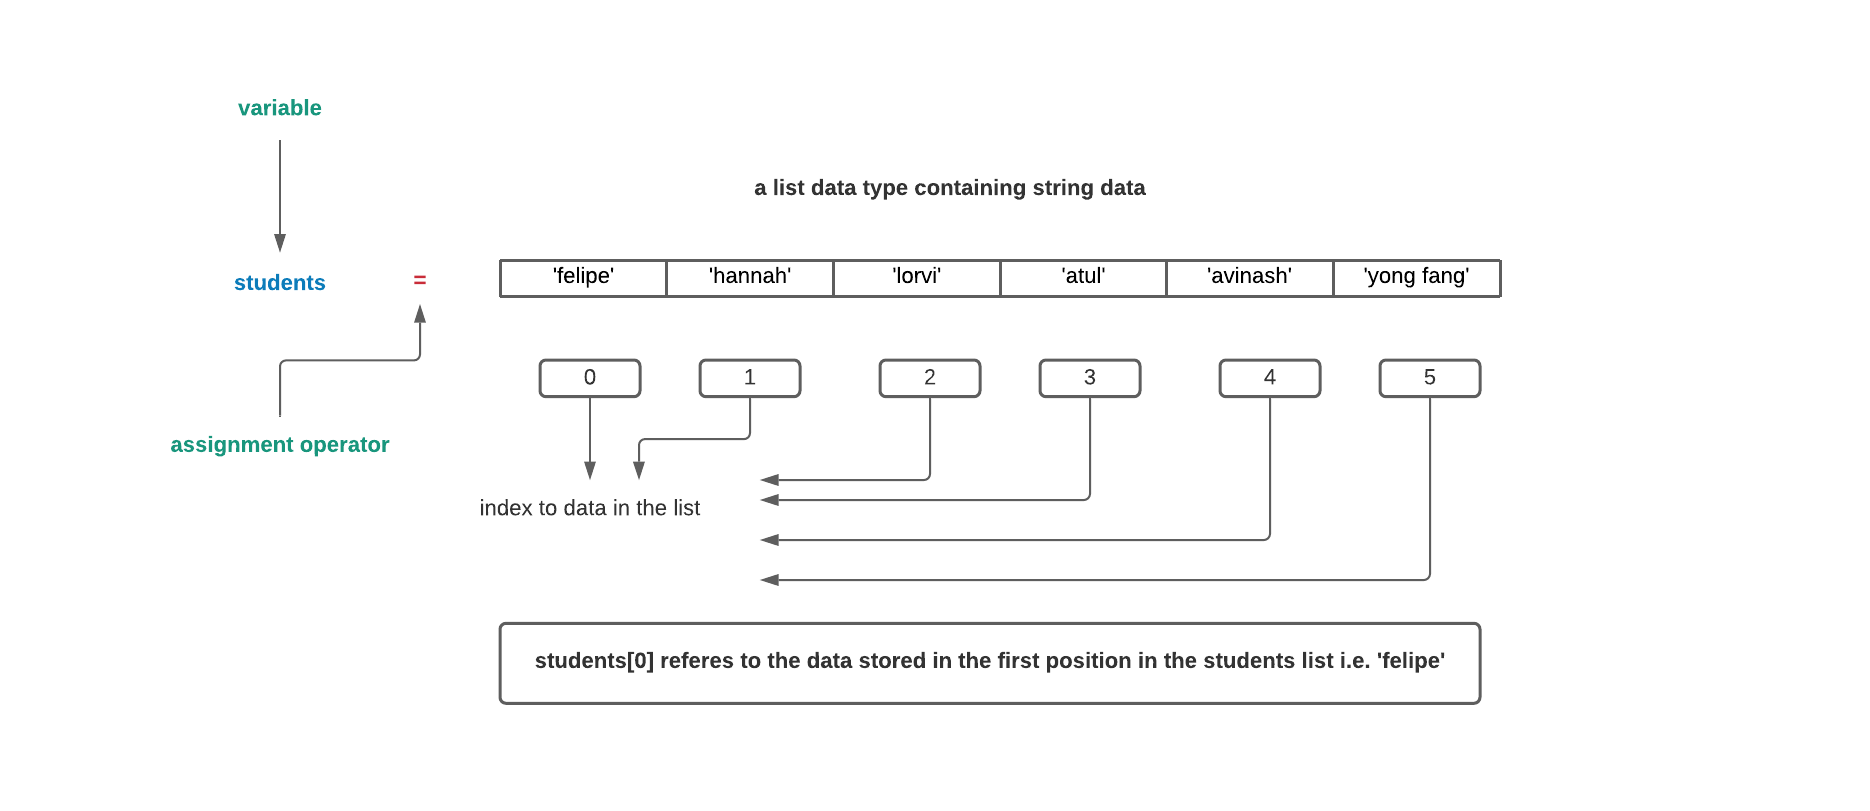 variable
a list data type containing string data
students = 'felipe' 'hannah' 'lorvi' 'atul' 'avinash' 'yong fang'
0 1 2 3 4 5
assignment operator
index to data in the list
students[0] referes to the data stored in the first position in the students list i.e. 'felipe'